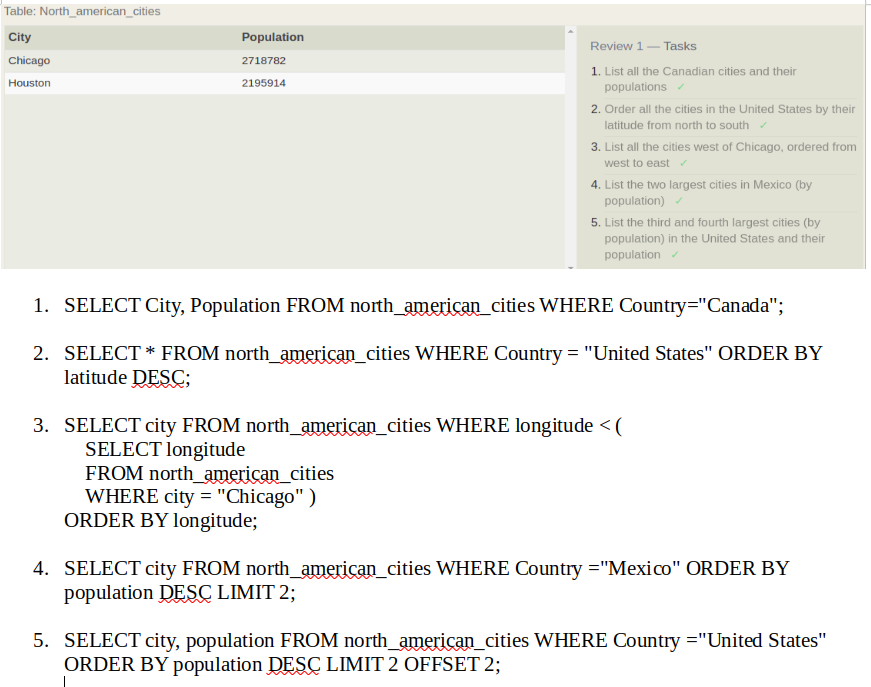 Table: North_american_cities
City Population
Chicago 2718782
Houston 2195914
Review 1 — Tasks
1. List all the Canadian cities and their
populations ✓
2. Order all the cities in the United States by their
latitude from north to south ✓
3. List all the cities west of Chicago, ordered from
west to east ✓
4. List the two largest cities in Mexico (by
population) ✓
5. List the third and fourth largest cities (by
population) in the United States and their
population ✓
1. SELECT City, Population FROM north_american_cities WHERE Country="Canada";
2. SELECT * FROM north_american_cities WHERE Country = "United States" ORDER BY
latitude DESC;
3. SELECT city FROM north_american_cities WHERE longitude < (
SELECT longitude
FROM north_american_cities
WHERE city = "Chicago" )
ORDER BY longitude;
4. SELECT city FROM north_american_cities WHERE Country ="Mexico" ORDER BY
population DESC LIMIT 2;
5. SELECT city, population FROM north_american_cities WHERE Country ="United States"
ORDER BY population DESC LIMIT 2 OFFSET 2;